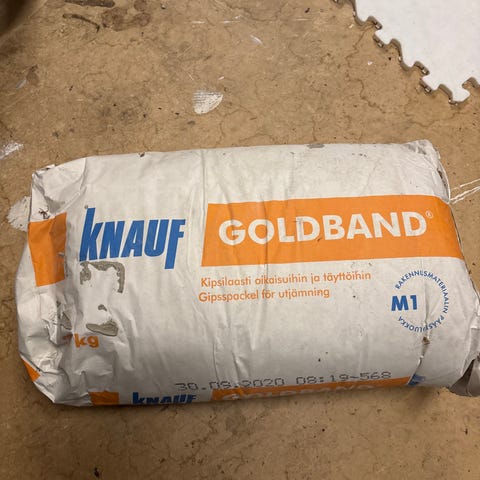 KNAUF
GOLDBAND®
Kipsilaasti oikaisuihin ja täyttöihin
Gipsspackel för utjämning
RAKENNUSMATERIAALIN PÄÄSTÖLUOKKA
M1
kg
30.09.2020 08:19-568
KNAUF
GOLDBAND